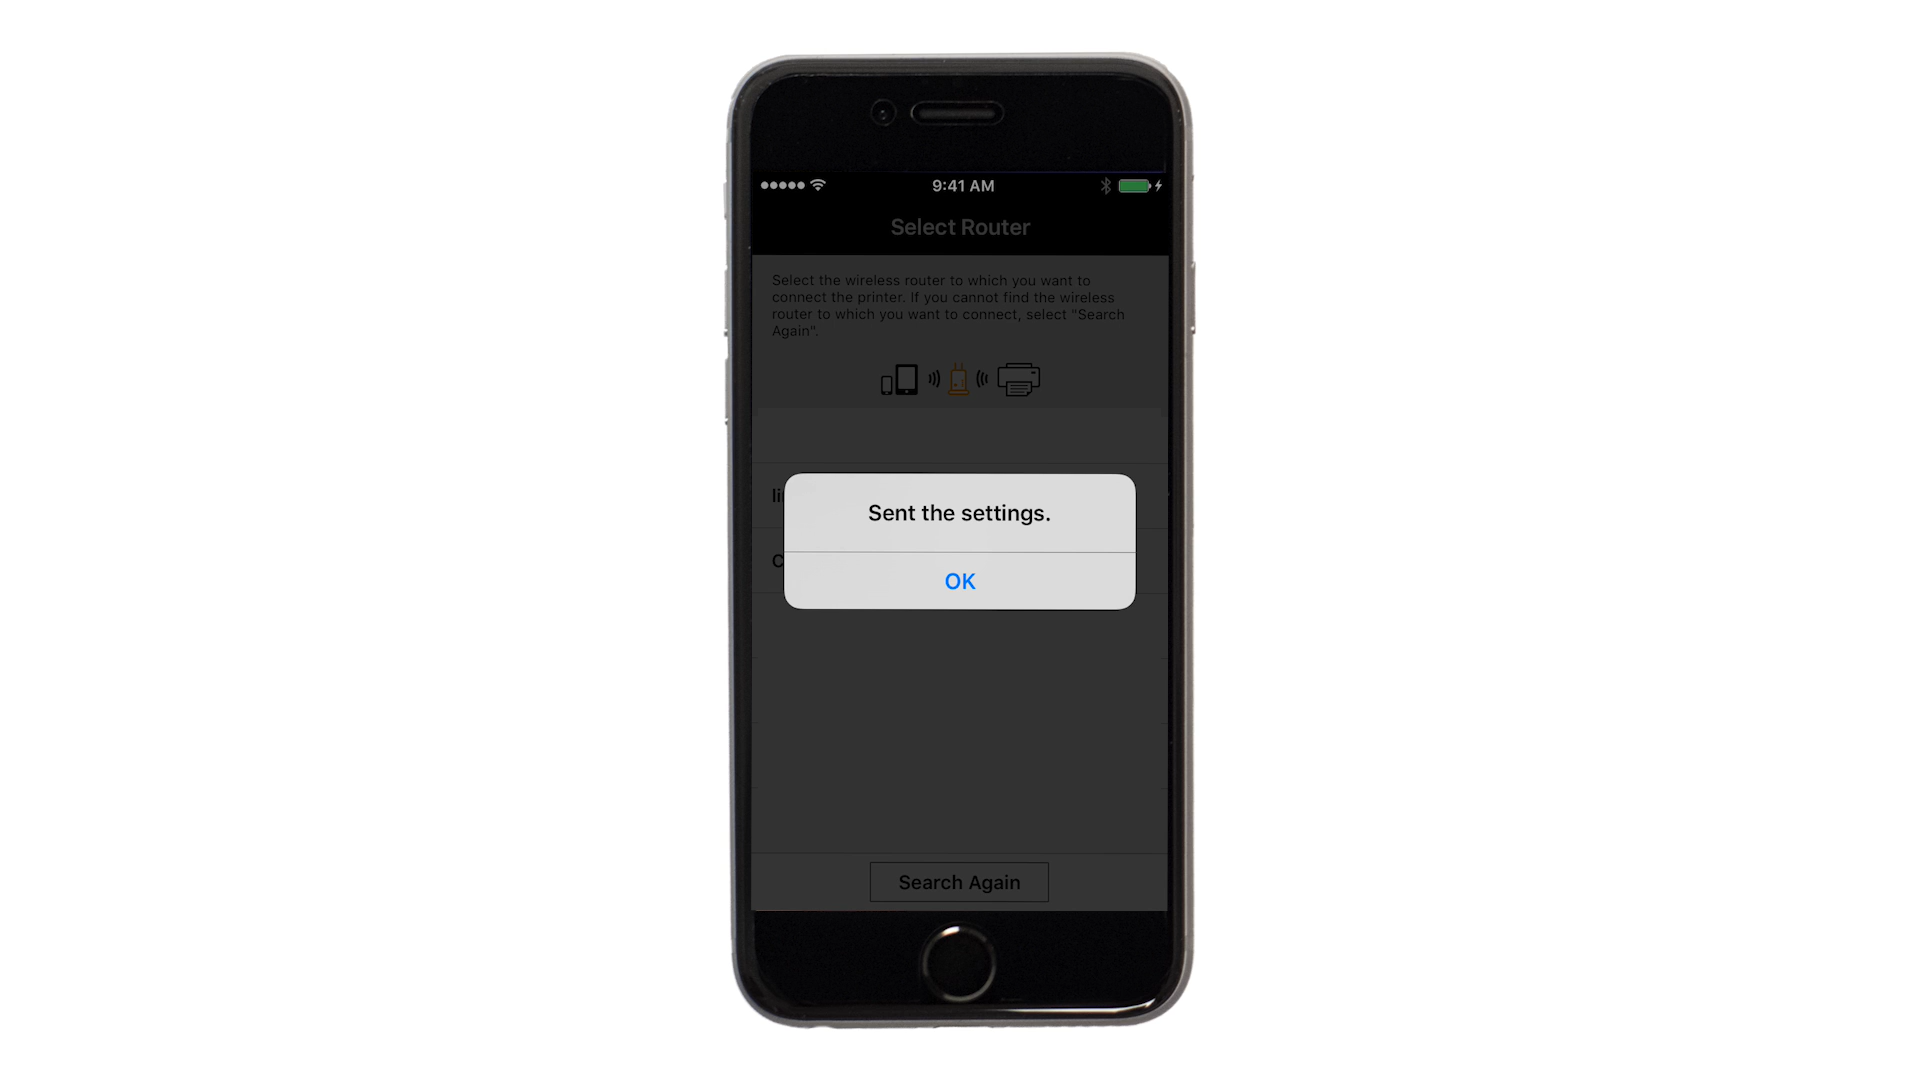 9:41 AM
Select Router
Select the wireless router to which you want to
connect the printer. If you cannot find the wireless
router to which you want to connect, select "Search
Again".
Sent the settings.
OK
Search Again